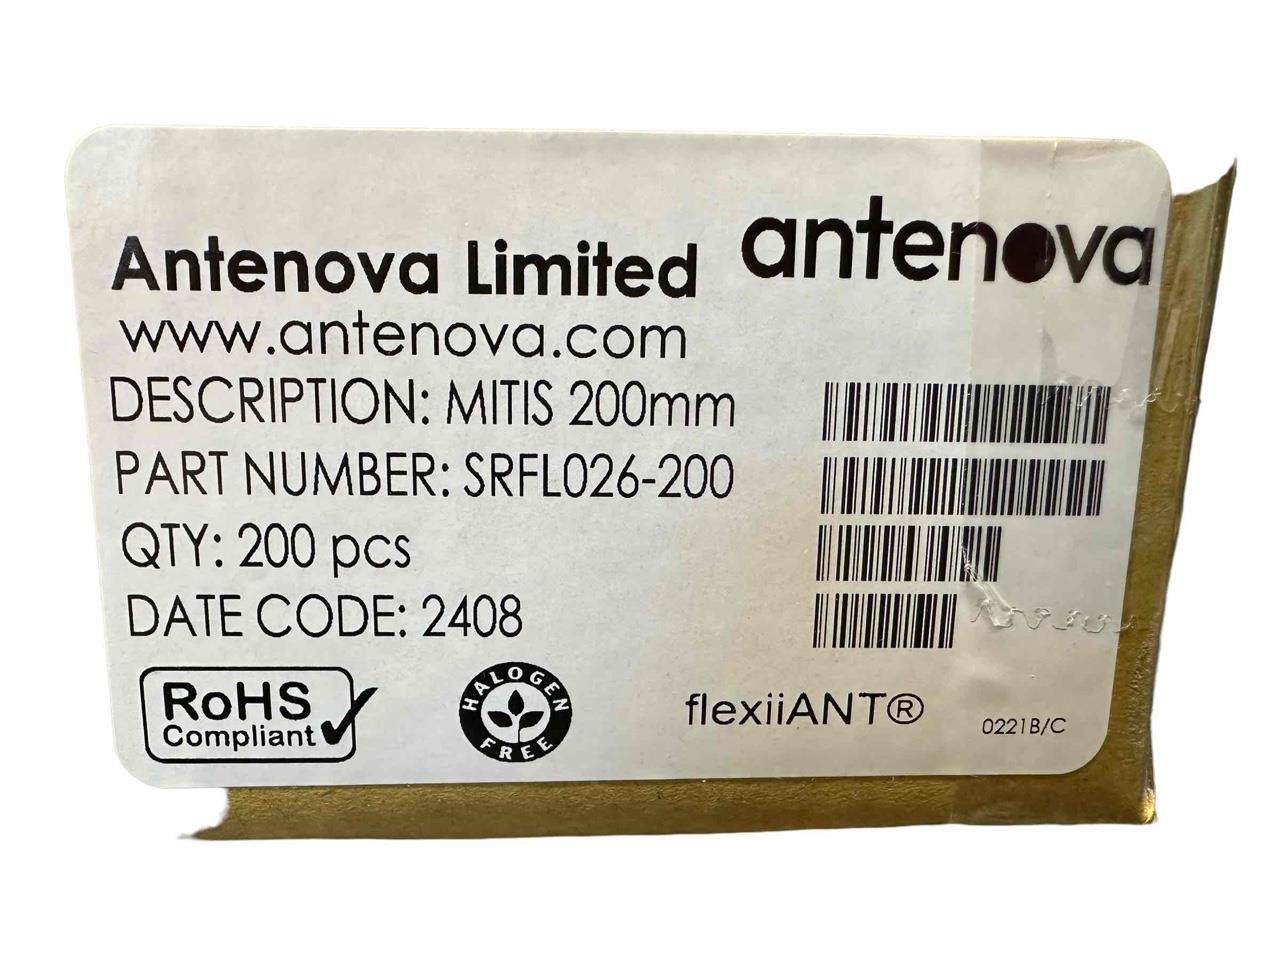 antenova
Antenova Limited
www.antenova.com
DESCRIPTION: MITIS 200mm
PART NUMBER: SRFL026-200
QTY: 200 pcs
DATE CODE: 2408
RoHS
Compliant
HALOGEN
FREE
flexiiANT®
0221B/C